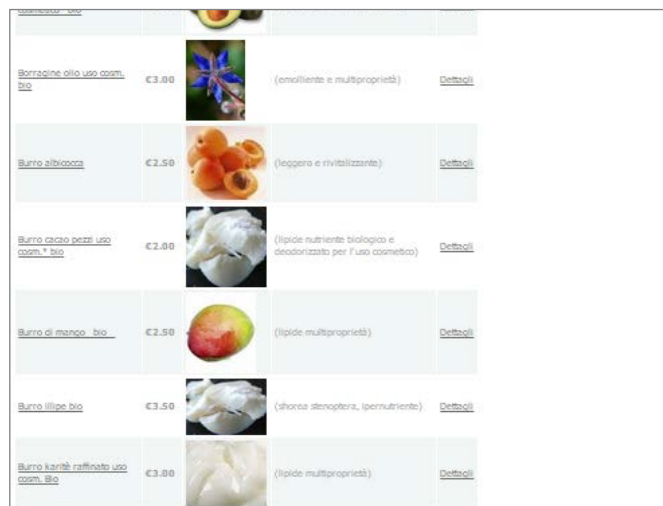 cosmetico* bio
Borragine olio uso cosm.
bio
€3.00
(emolliente e multiproprietà)
Dettagli
Burro albicocca
€2.50
(leggero e rivitalizzante)
Dettagli
Burro cacao pezzi uso
cosm.* bio
€2.00
(lipide nutriente biologico e
deodorizzato per l'uso cosmetico)
Dettagli
Burro di mango bio
€2.50
(lipide multiproprietà)
Dettagli
Burro illipe bio
€3.50
(shorea stenoptera, ipernutriente)
Dettagli
Burro karitè raffinato uso
cosm. Bio
€3.00
(lipide multiproprietà)
Dettagli